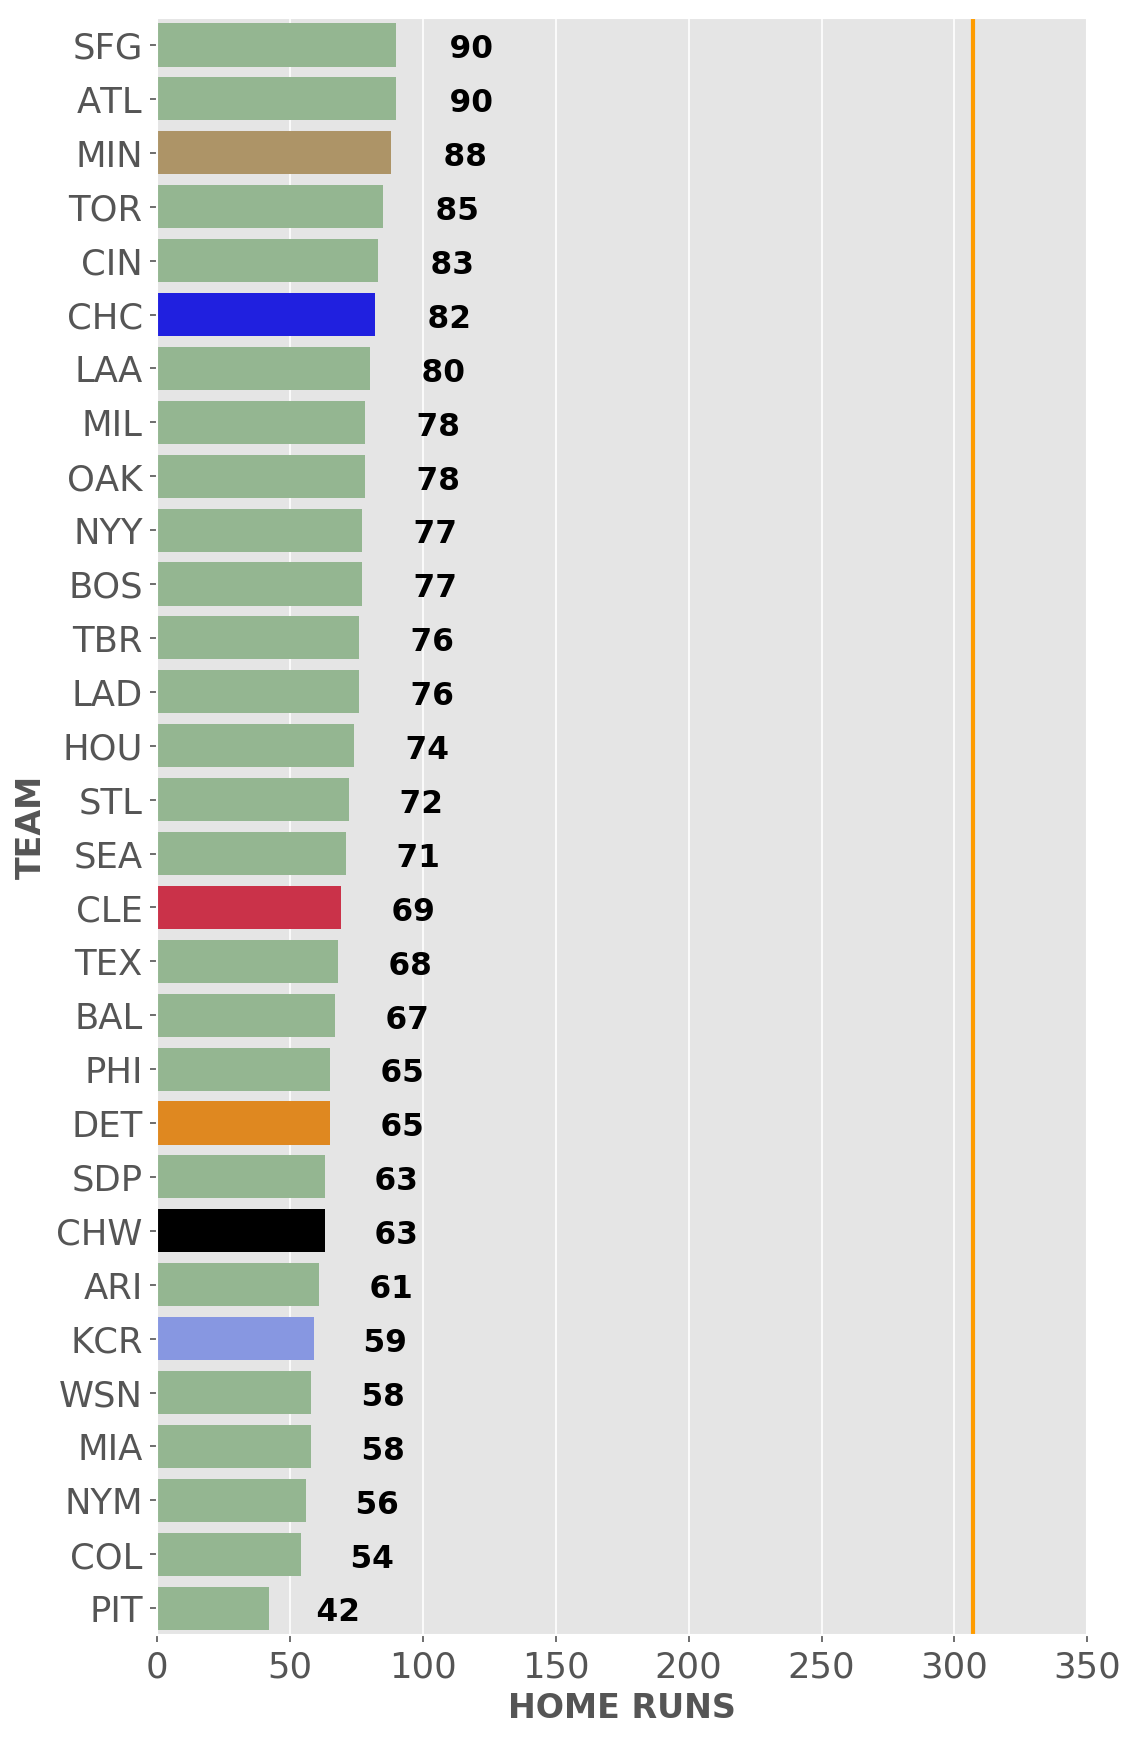 SFG 90
ATL 90
MIN 88
TOR 85
CIN 83
CHC 82
LAA 80
MIL 78
OAK 78
NYY 77
BOS 77
TBR 76
LAD 76
HOU 74
STL 72
SEA 71
CLE 69
TEX 68
BAL 67
PHI 65
DET 65
SDP 63
CHW 63
ARI 61
KCR 59
WSN 58
MIA 58
NYM 56
COL 54
PIT 42
TEAM
0 50 100 150 200 250 300 350
HOME RUNS